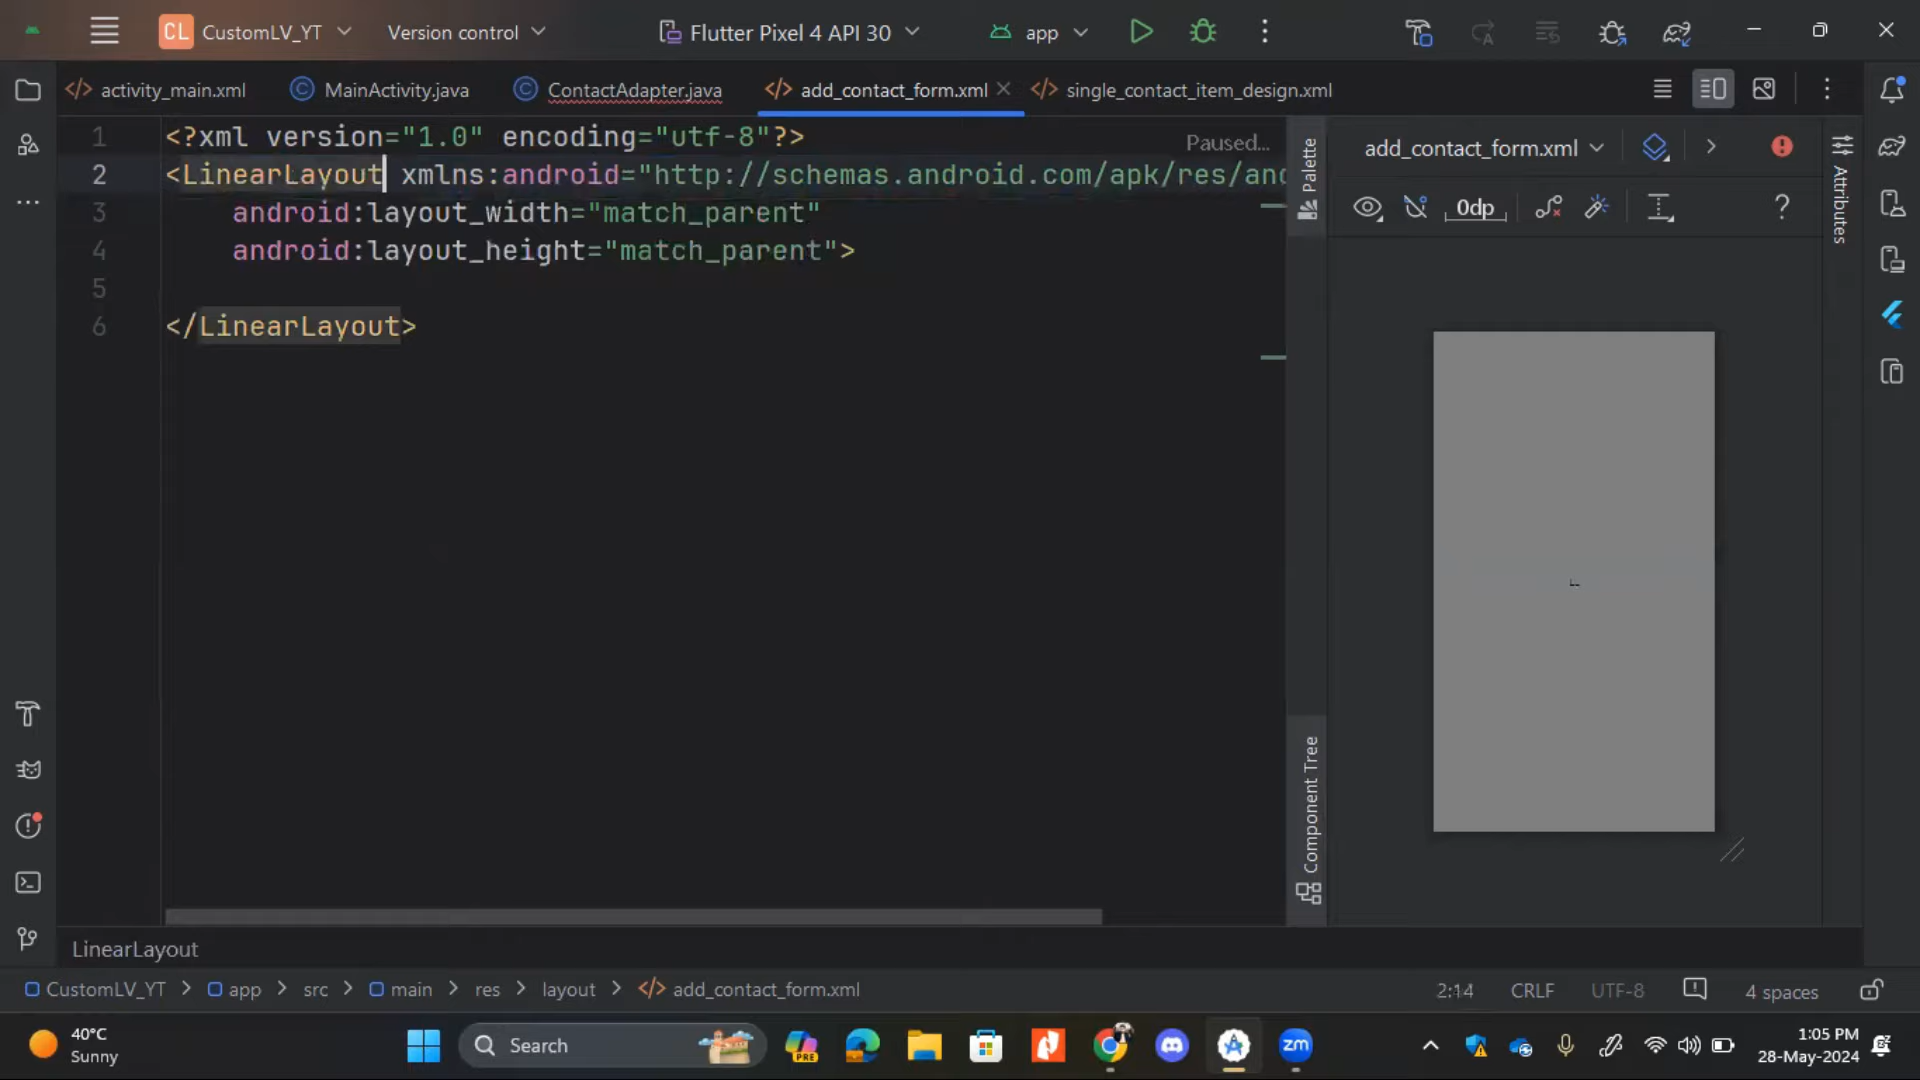 CL CustomLV_YT Version control Flutter Pixel 4 API 30 app
activity_main.xml MainActivity.java ContactAdapter.java add_contact_form.xml single_contact_item_design.xml
1 <?xml version="1.0" encoding="utf-8"?> Paused...
2 <LinearLayout xmlns:android="http://schemas.android.com/apk/res/and
3 android:layout_width="match_parent"
4 android:layout_height="match_parent">
5
6 </LinearLayout>
Palette
Component Tree
add_contact_form.xml
0dp
Attributes
LinearLayout
CustomLV_YT > app > src > main > res > layout > add_contact_form.xml 2:14 CRLF UTF-8 4 spaces
40°C
Sunny
Search
PRE
zm
1:05 PM
28-May-2024